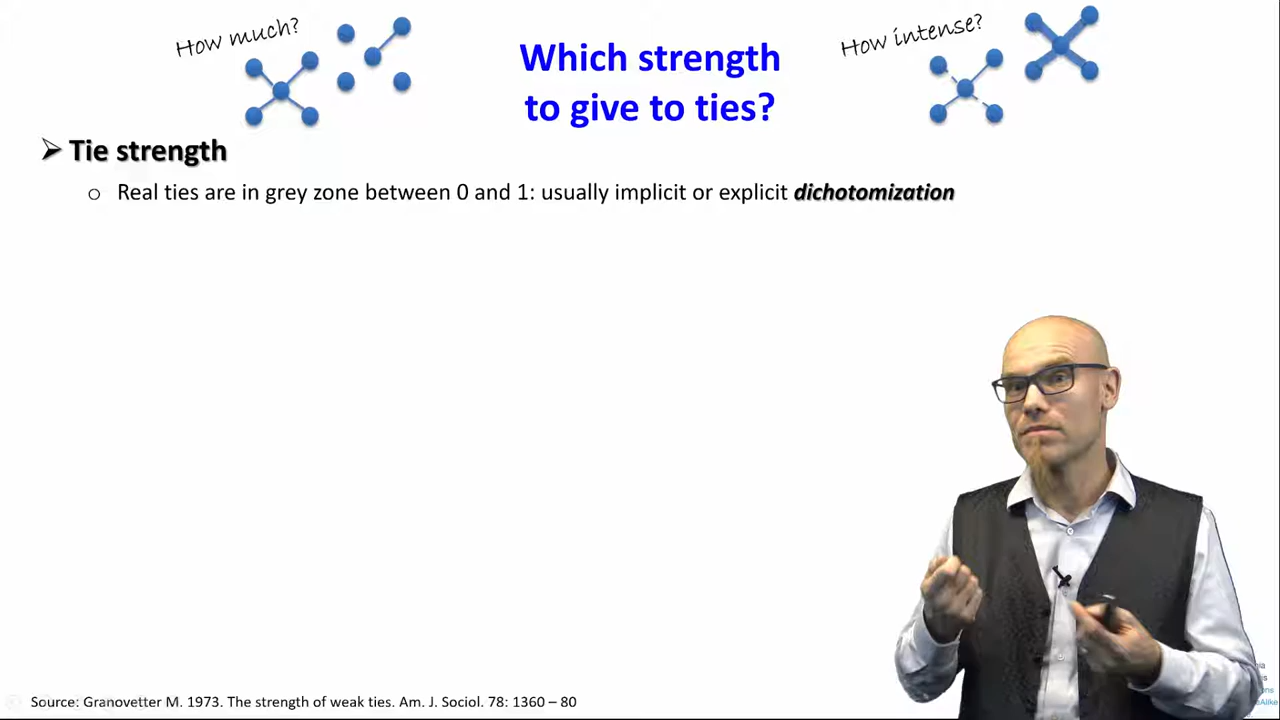 How much?
Which strength
to give to ties?
How intense?
Tie strength
Real ties are in grey zone between 0 and 1: usually implicit or explicit dichotomization
Source: Granovetter M. 1973. The strength of weak ties. Am. J. Sociol. 78: 1360 – 80